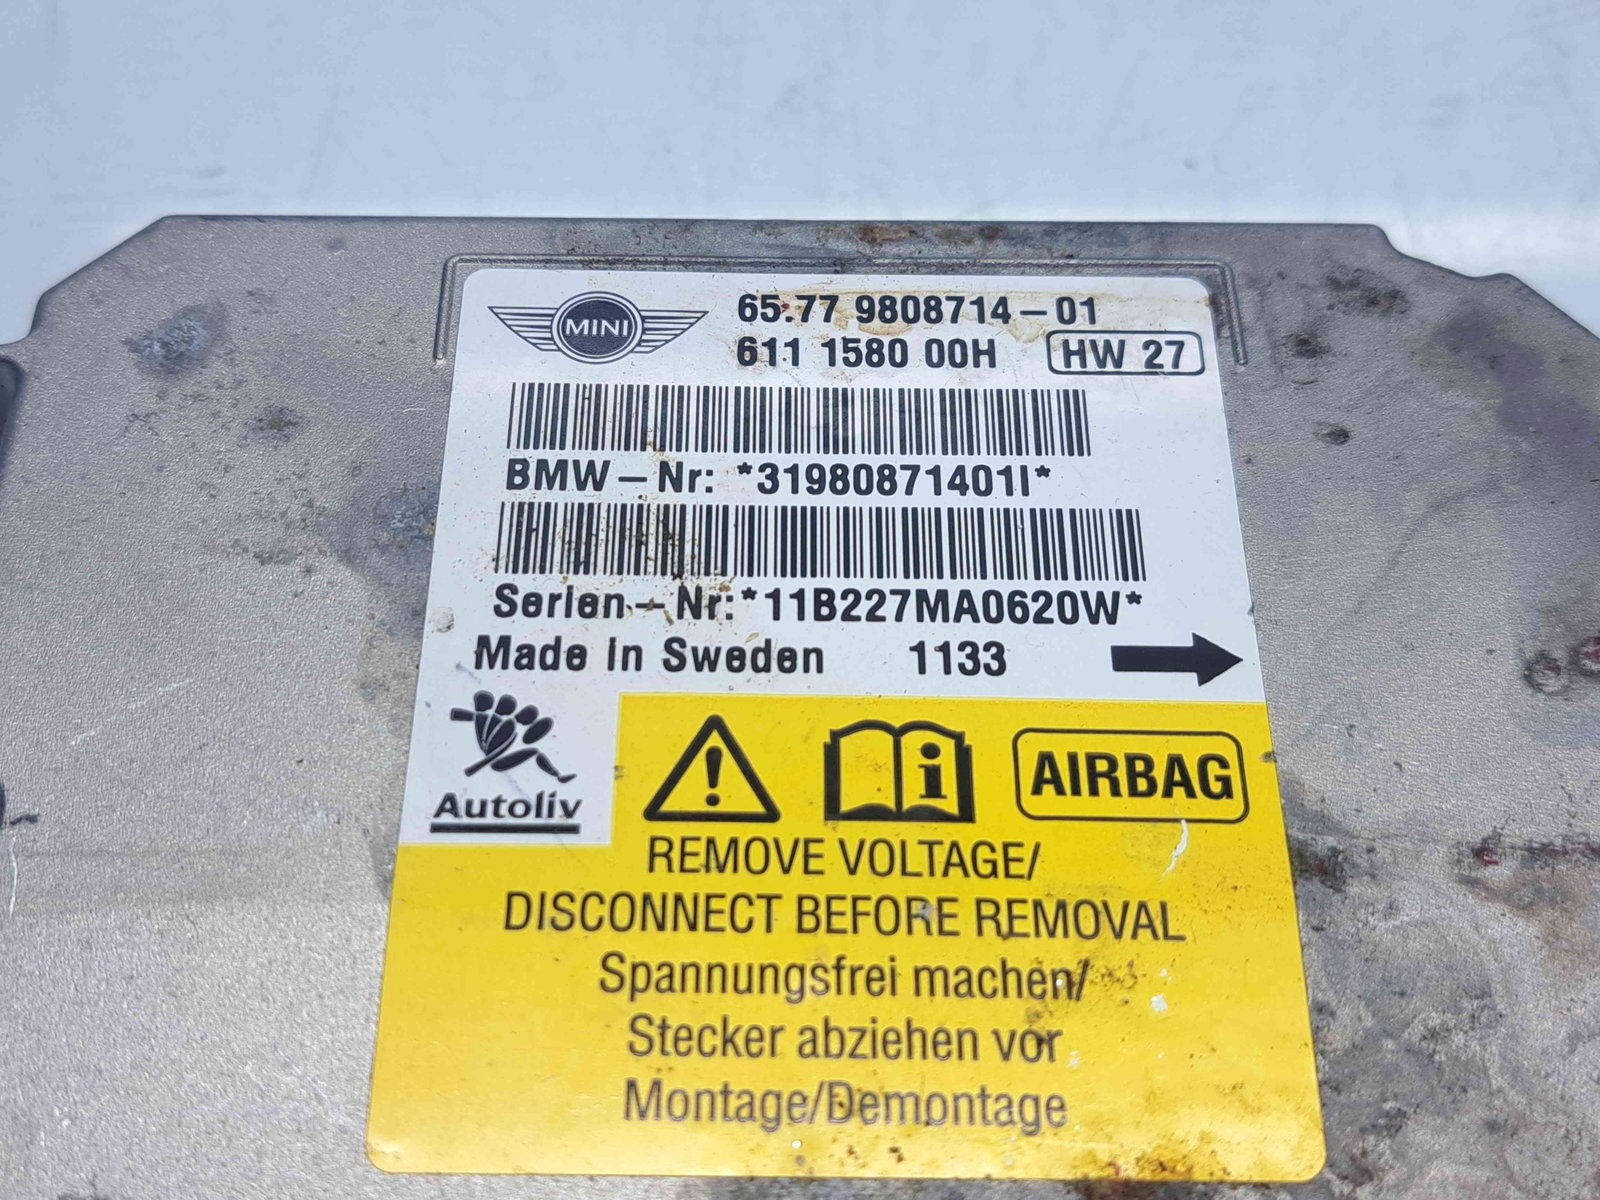 MINI
65.77 9808714-01
611 1580 00H HW 27
BMW-Nr: *31980871401I*
Serien-Nr: *11B227MA0620W*
Made in Sweden 1133
Autoliv
AIRBAG
REMOVE VOLTAGE/
DISCONNECT BEFORE REMOVAL
Spannungsfrei machen/
Stecker abziehen vor
Montage/Demontage